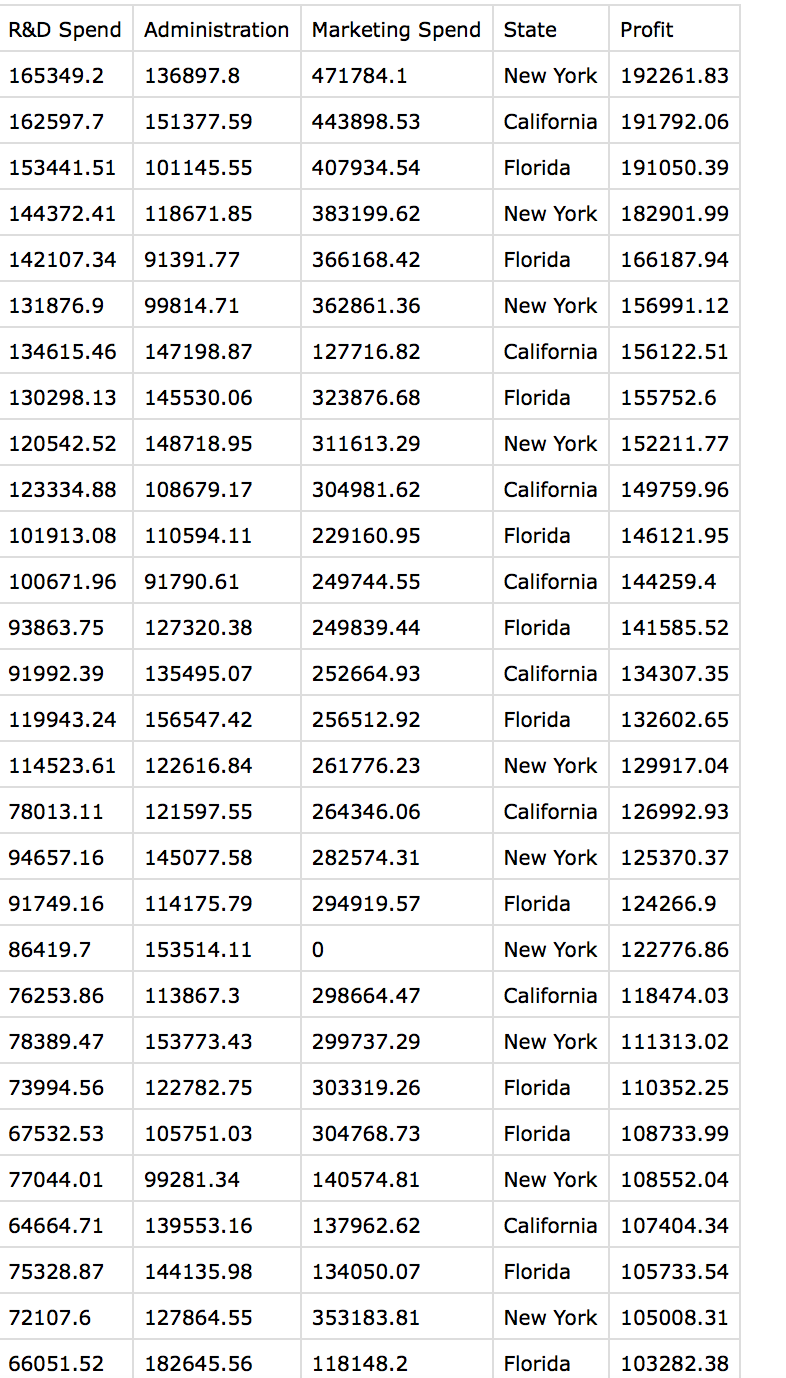 R&D Spend Administration Marketing Spend State Profit
165349.2 136897.8 471784.1 New York 192261.83
162597.7 151377.59 443898.53 California 191792.06
153441.51 101145.55 407934.54 Florida 191050.39
144372.41 118671.85 383199.62 New York 182901.99
142107.34 91391.77 366168.42 Florida 166187.94
131876.9 99814.71 362861.36 New York 156991.12
134615.46 147198.87 127716.82 California 156122.51
130298.13 145530.06 323876.68 Florida 155752.6
120542.52 148718.95 311613.29 New York 152211.77
123334.88 108679.17 304981.62 California 149759.96
101913.08 110594.11 229160.95 Florida 146121.95
100671.96 91790.61 249744.55 California 144259.4
93863.75 127320.38 249839.44 Florida 141585.52
91992.39 135495.07 252664.93 California 134307.35
119943.24 156547.42 256512.92 Florida 132602.65
114523.61 122616.84 261776.23 New York 129917.04
78013.11 121597.55 264346.06 California 126992.93
94657.16 145077.58 282574.31 New York 125370.37
91749.16 114175.79 294919.57 Florida 124266.9
86419.7 153514.11 0 New York 122776.86
76253.86 113867.3 298664.47 California 118474.03
78389.47 153773.43 299737.29 New York 111313.02
73994.56 122782.75 303319.26 Florida 110352.25
67532.53 105751.03 304768.73 Florida 108733.99
77044.01 99281.34 140574.81 New York 108552.04
64664.71 139553.16 137962.62 California 107404.34
75328.87 144135.98 134050.07 Florida 105733.54
72107.6 127864.55 353183.81 New York 105008.31
66051.52 182645.56 118148.2 Florida 103282.38